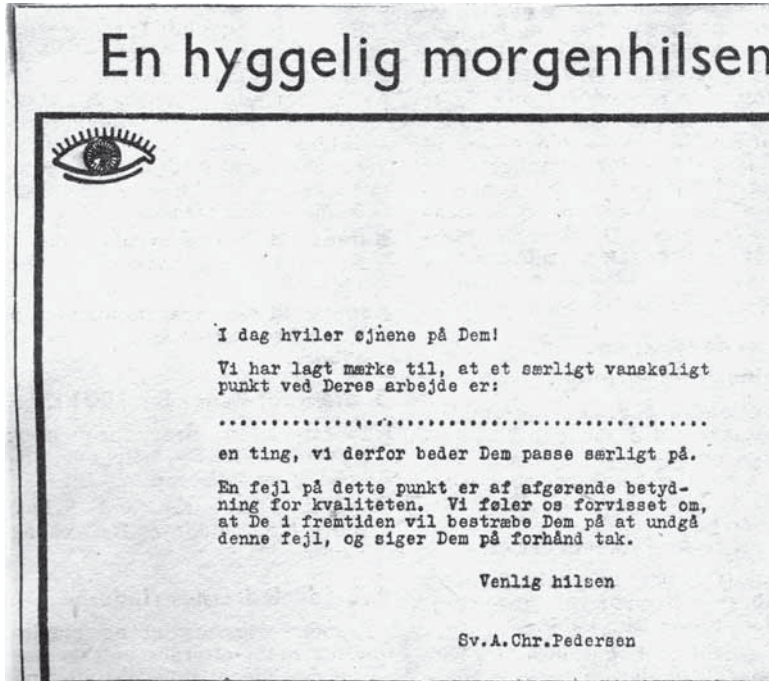 En hyggelig morgenhilsen
I dag hviler øjnene på Dem!
Vi har lagt mærke til, at et særligt vanskeligt
punkt ved Deres arbejde er:
.................................................
en ting, vi derfor beder Dem passe særligt på.
En fejl på dette punkt er af afgørende betyd-
ning for kvaliteten. Vi føler os forvisset om,
at De i fremtiden vil bestræbe Dem på at undgå
denne fejl, og siger Dem på forhånd tak.
Venlig hilsen
Sv.A.Chr.Pedersen